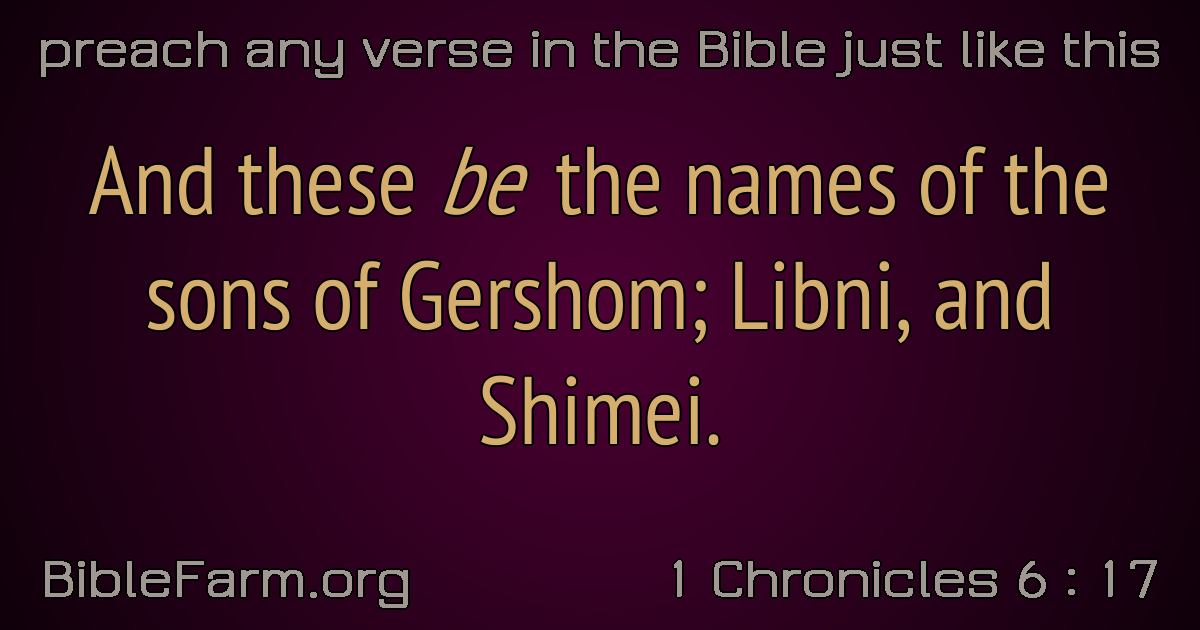 preach any verse in the Bible just like this
And these be the names of the
sons of Gershom; Libni, and
Shimei.
BibleFarm.org
1 Chronicles 6 : 17